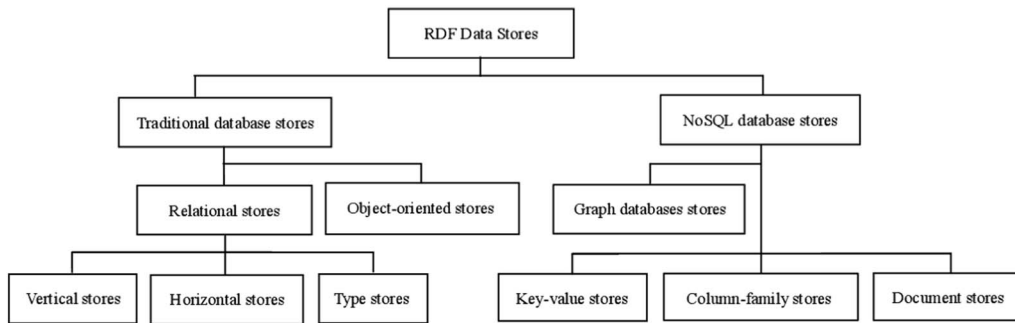 RDF Data Stores
Traditional database stores
NoSQL database stores
Relational stores
Object-oriented stores
Graph databases stores
Vertical stores
Horizontal stores
Type stores
Key-value stores
Column-family stores
Document stores